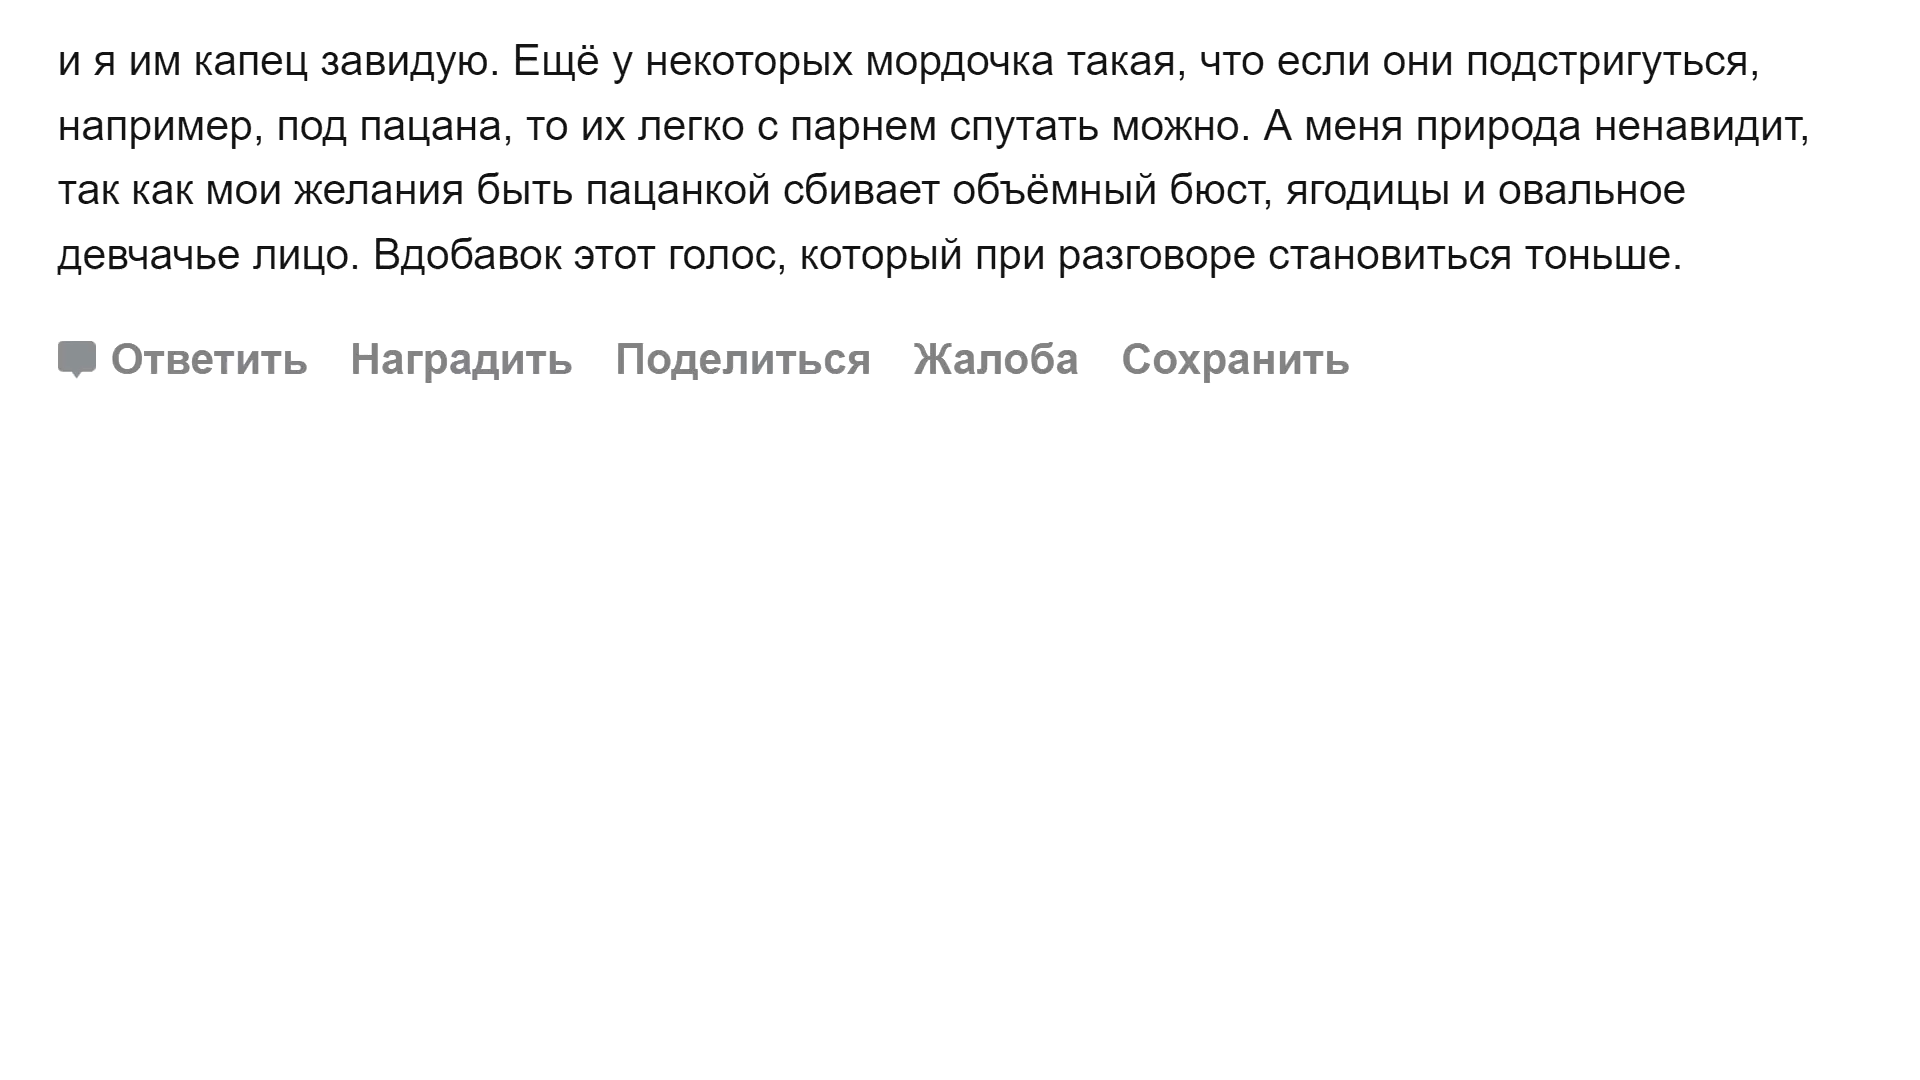 и я им капец завидую. Ещё у некоторых мордочка такая, что если они подстригуться,
например, под пацана, то их легко с парнем спутать можно. А меня природа ненавидит,
так как мои желания быть пацанкой сбивает объёмный бюст, ягодицы и овальное
девчачье лицо. Вдобавок этот голос, который при разговоре становиться тоньше.
Ответить Наградить Поделиться Жалоба Сохранить